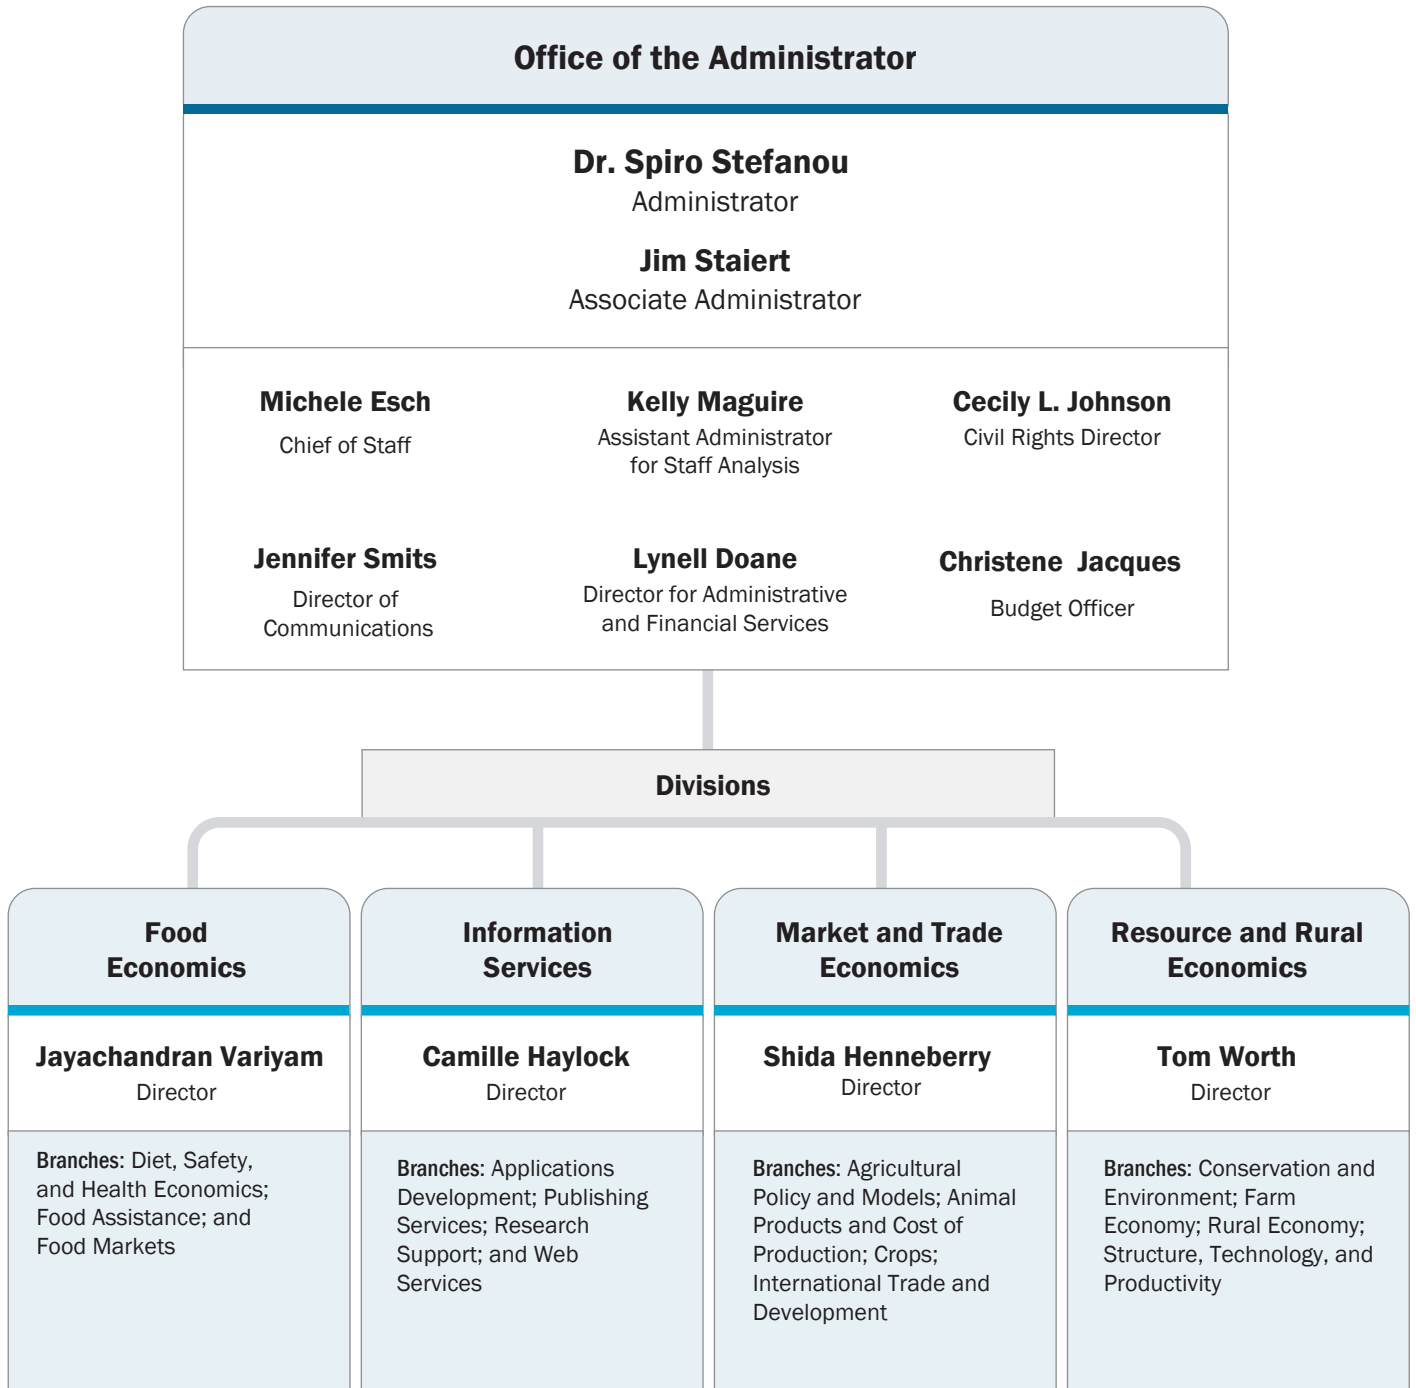 Office of the Administrator
Dr. Spiro Stefanou
Administrator
Jim Staiert
Associate Administrator
Michele Esch
Chief of Staff
Kelly Maguire
Assistant Administrator
for Staff Analysis
Cecily L. Johnson
Civil Rights Director
Jennifer Smits
Director of
Communications
Lynell Doane
Director for Administrative
and Financial Services
Christene Jacques
Budget Officer
Divisions
Food
Economics
Jayachandran Variyam
Director
Branches: Diet, Safety,
and Health Economics;
Food Assistance; and
Food Markets
Information
Services
Camille Haylock
Director
Branches: Applications
Development; Publishing
Services; Research
Support; and Web
Services
Market and Trade
Economics
Shida Henneberry
Director
Branches: Agricultural
Policy and Models; Animal
Products and Cost of
Production; Crops;
International Trade and
Development
Resource and Rural
Economics
Tom Worth
Director
Branches: Conservation and
Environment; Farm
Economy; Rural Economy;
Structure, Technology, and
Productivity